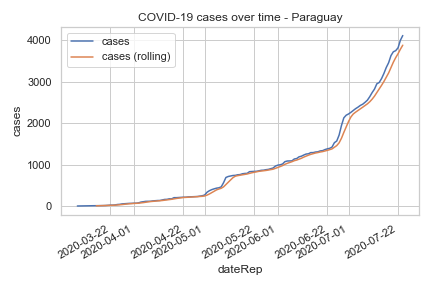 COVID-19 cases over time - Paraguay
cases
cases (rolling)
4000
3000
2000
1000
0
cases
2020-03-22
2020-04-01
2020-04-22
2020-05-01
2020-05-22
2020-06-01
2020-06-22
2020-07-01
2020-07-22
dateRep